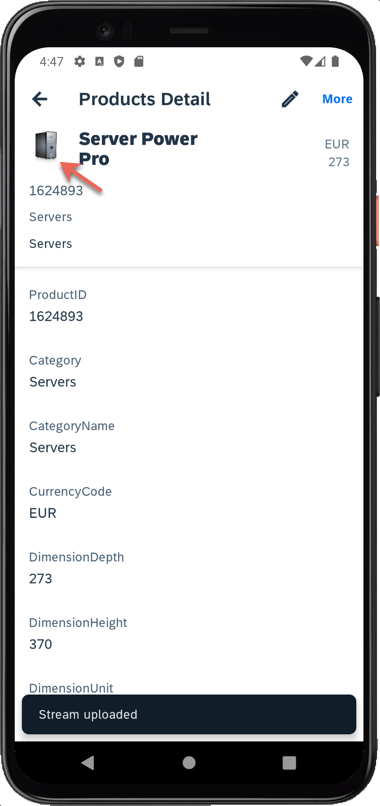 4:47
Products Detail
More
Server Power
Pro
EUR
273
1624893
Servers
Servers
ProductID
1624893
Category
Servers
CategoryName
Servers
CurrencyCode
EUR
DimensionDepth
273
DimensionHeight
370
DimensionUnit
Stream uploaded